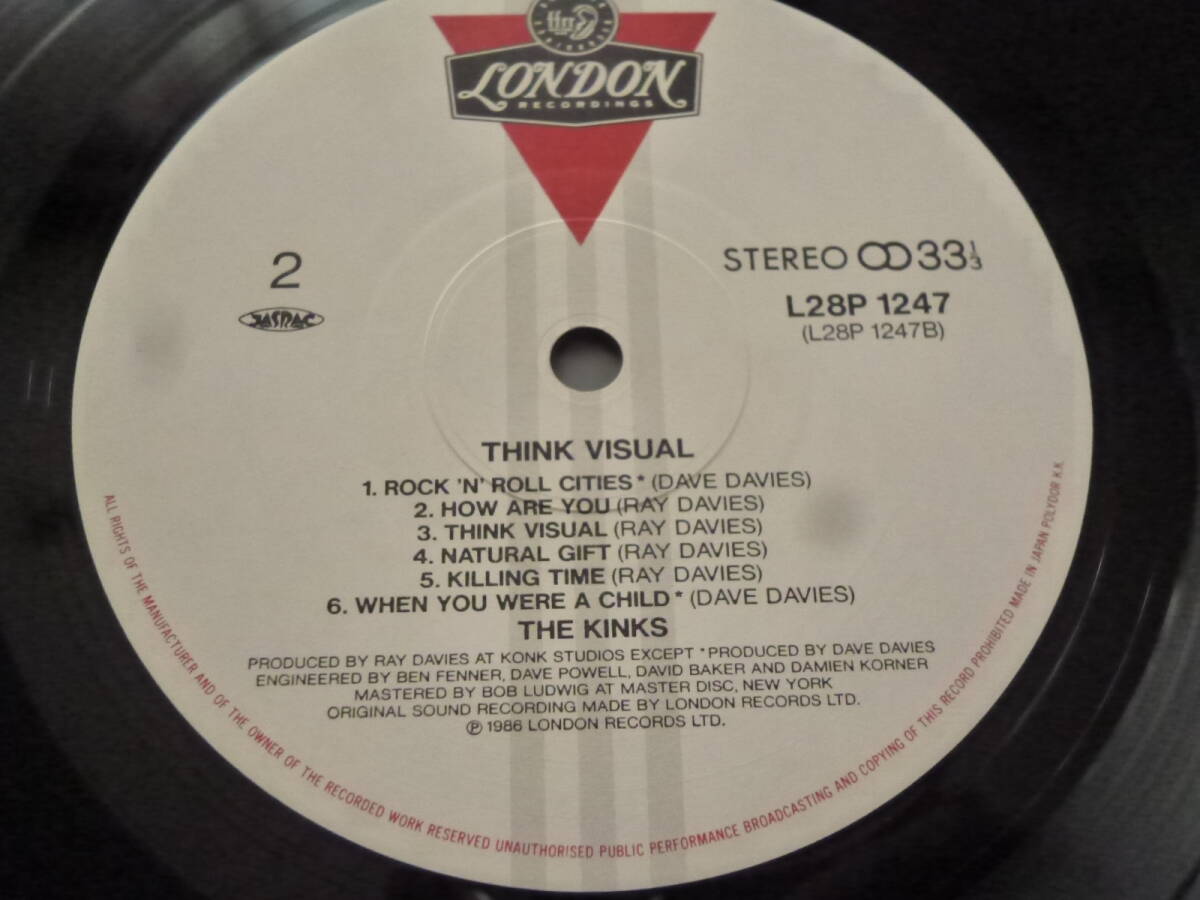 ffrr
LONDON
RECORDINGS
2
JASRAC
STEREO 33 1/3
L28P 1247
(L28P 1247B)
THINK VISUAL
1. ROCK 'N' ROLL CITIES * (DAVE DAVIES)
2. HOW ARE YOU (RAY DAVIES)
3. THINK VISUAL (RAY DAVIES)
4. NATURAL GIFT (RAY DAVIES)
5. KILLING TIME (RAY DAVIES)
6. WHEN YOU WERE A CHILD * (DAVE DAVIES)
THE KINKS
PRODUCED BY RAY DAVIES AT KONK STUDIOS EXCEPT * PRODUCED BY DAVE DAVIES
ENGINEERED BY BEN FENNER, DAVE POWELL, DAVID BAKER AND DAMIEN KORNER
MASTERED BY BOB LUDWIG AT MASTER DISC, NEW YORK
ORIGINAL SOUND RECORDING MADE BY LONDON RECORDS LTD.
℗ 1986 LONDON RECORDS LTD.
ALL RIGHTS OF THE MANUFACTURER AND OF THE OWNER OF THE RECORDED WORK RESERVED UNAUTHORISED PUBLIC PERFORMANCE BROADCASTING AND COPYING OF THIS RECORD PROHIBITED MADE IN JAPAN POLYDOR K.K.